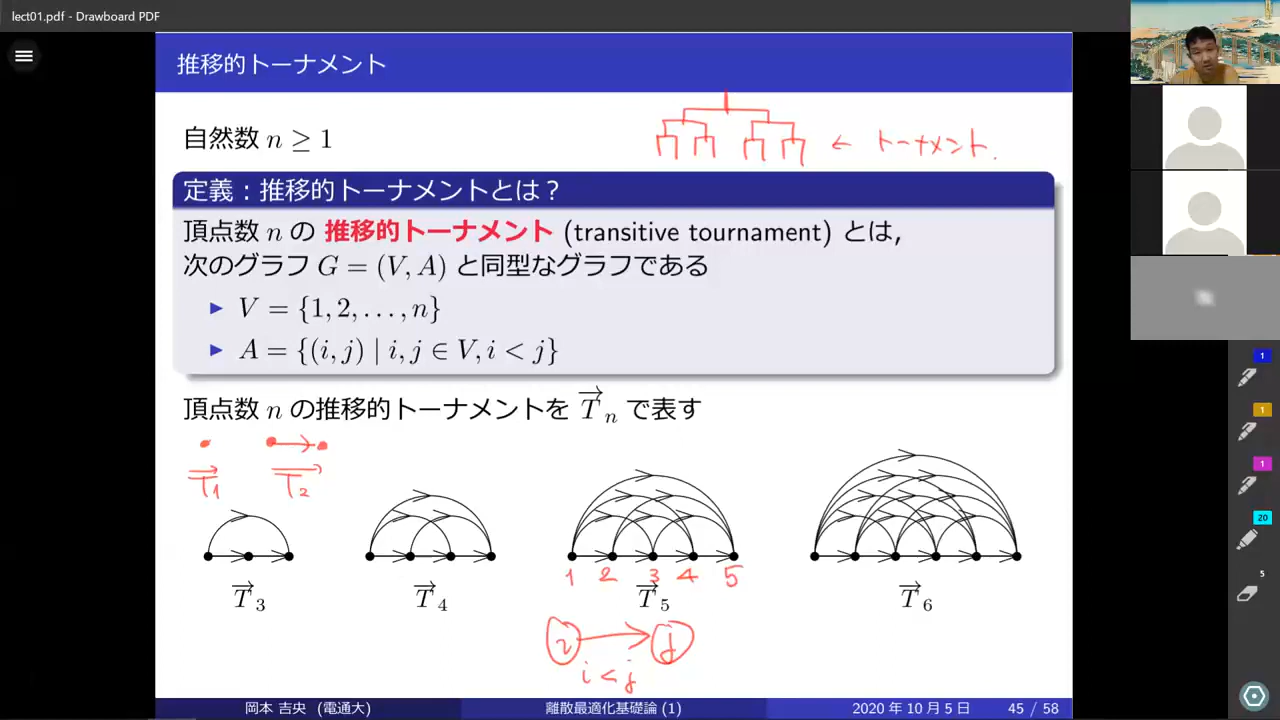 lect01.pdf - Drawboard PDF
推移的トーナメント
自然数 n ≥ 1
← トーナメント.
定義：推移的トーナメントとは？
頂点数 n の 推移的トーナメント (transitive tournament) とは,
次のグラフ G = (V, A) と同型なグラフである
▶ V = {1, 2, . . . , n}
▶ A = {(i, j) | i, j ∈ V, i < j}
頂点数 n の推移的トーナメントを T⃗n で表す
T⃗1 T⃗2
1 2 3 4 5
T⃗3 T⃗4 T⃗5 T⃗6
i → j
i < j
岡本 吉央 (電通大) 離散最適化基礎論 (1) 2020 年 10 月 5 日 45 / 58
1
1
1
20
5